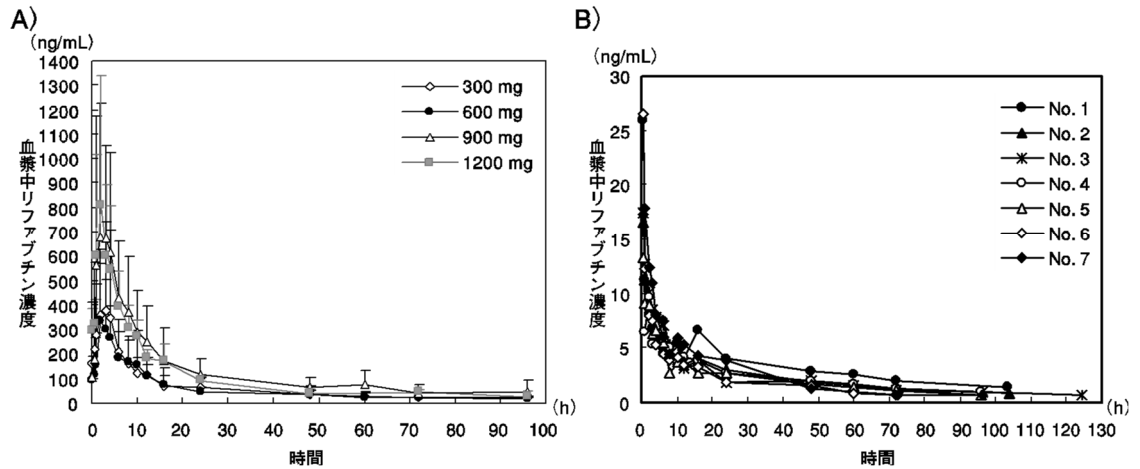 A)
(ng/mL)
1400
1300
1200
1100
1000
900
800
700
600
500
400
300
200
100
0
血漿中リファブチン濃度
300 mg
600 mg
900 mg
1200 mg
0 10 20 30 40 50 60 70 80 90 100
(h)
時間
B)
(ng/mL)
30
25
20
15
10
5
0
血漿中リファブチン濃度
No. 1
No. 2
No. 3
No. 4
No. 5
No. 6
No. 7
0 10 20 30 40 50 60 70 80 90 100 110 120 130
(h)
時間